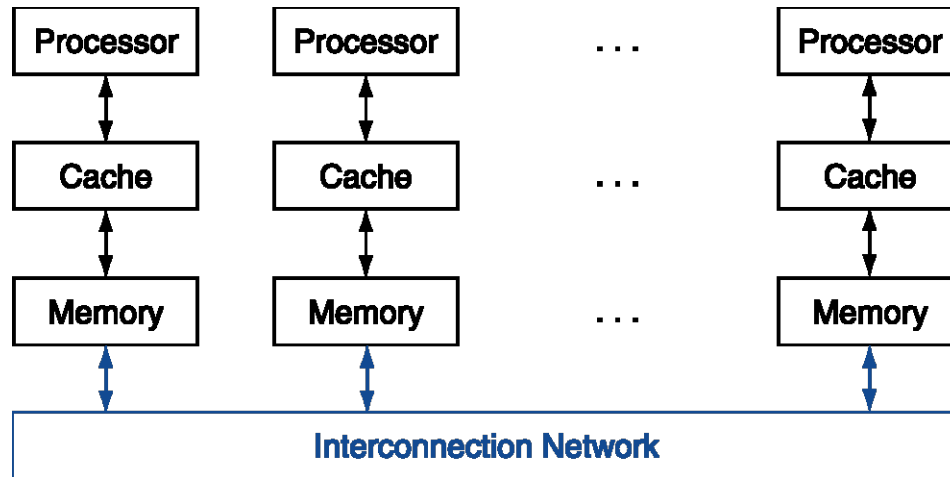 Processor Processor ... Processor
Cache Cache ... Cache
Memory Memory ... Memory
Interconnection Network